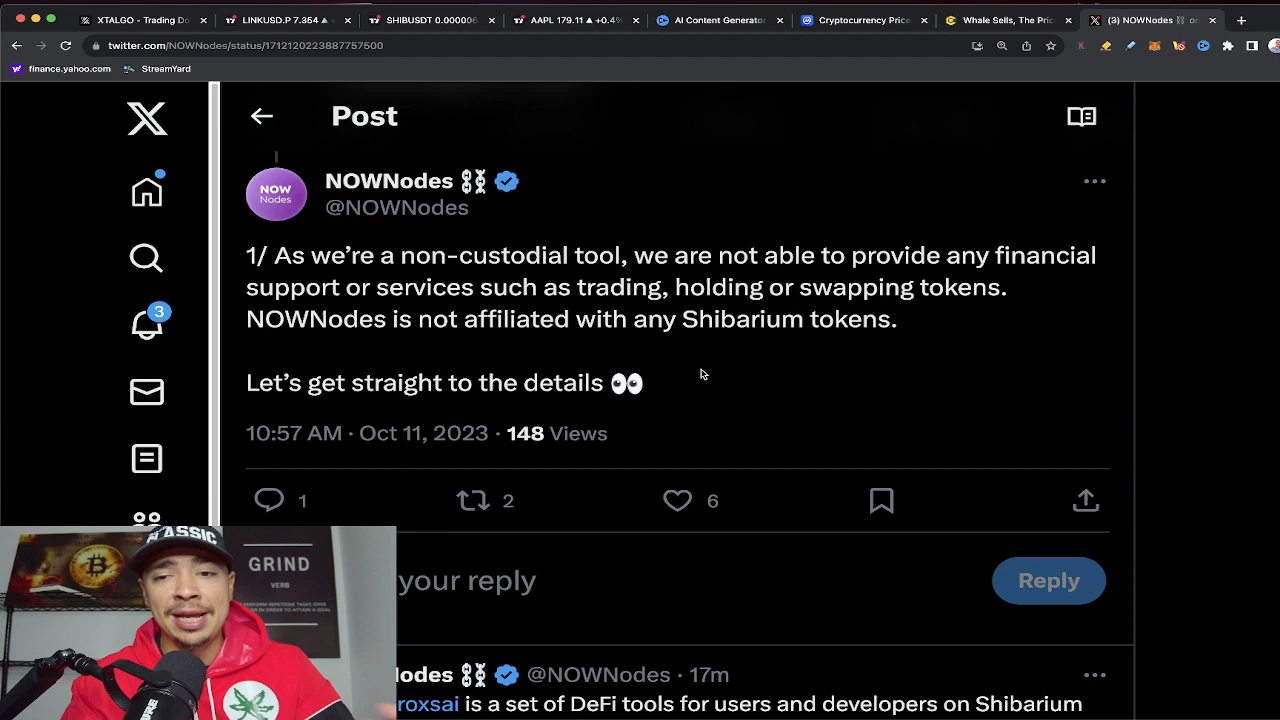 XTALGO - Trading Do
LINKUSD.P 7.354 ▲ +
SHIBUSDT 0.000006
AAPL 179.11 ▲ +0.4%
AI Content Generator
Cryptocurrency Price
Whale Sells, The Pric
(3) NOWNodes ⛓ on
twitter.com/NOWNodes/status/1712120223887757500
finance.yahoo.com
StreamYard
Post
NOWNodes ⛓
@NOWNodes
NOW
Nodes
1/ As we’re a non-custodial tool, we are not able to provide any financial
support or services such as trading, holding or swapping tokens.
NOWNodes is not affiliated with any Shibarium tokens.
Let’s get straight to the details 👀
10:57 AM · Oct 11, 2023 · 148 Views
3
1
2
6
your reply
Reply
CLASSIC
GRIND
VERB
odes ⛓ @NOWNodes · 17m
roxsai is a set of DeFi tools for users and developers on Shibarium